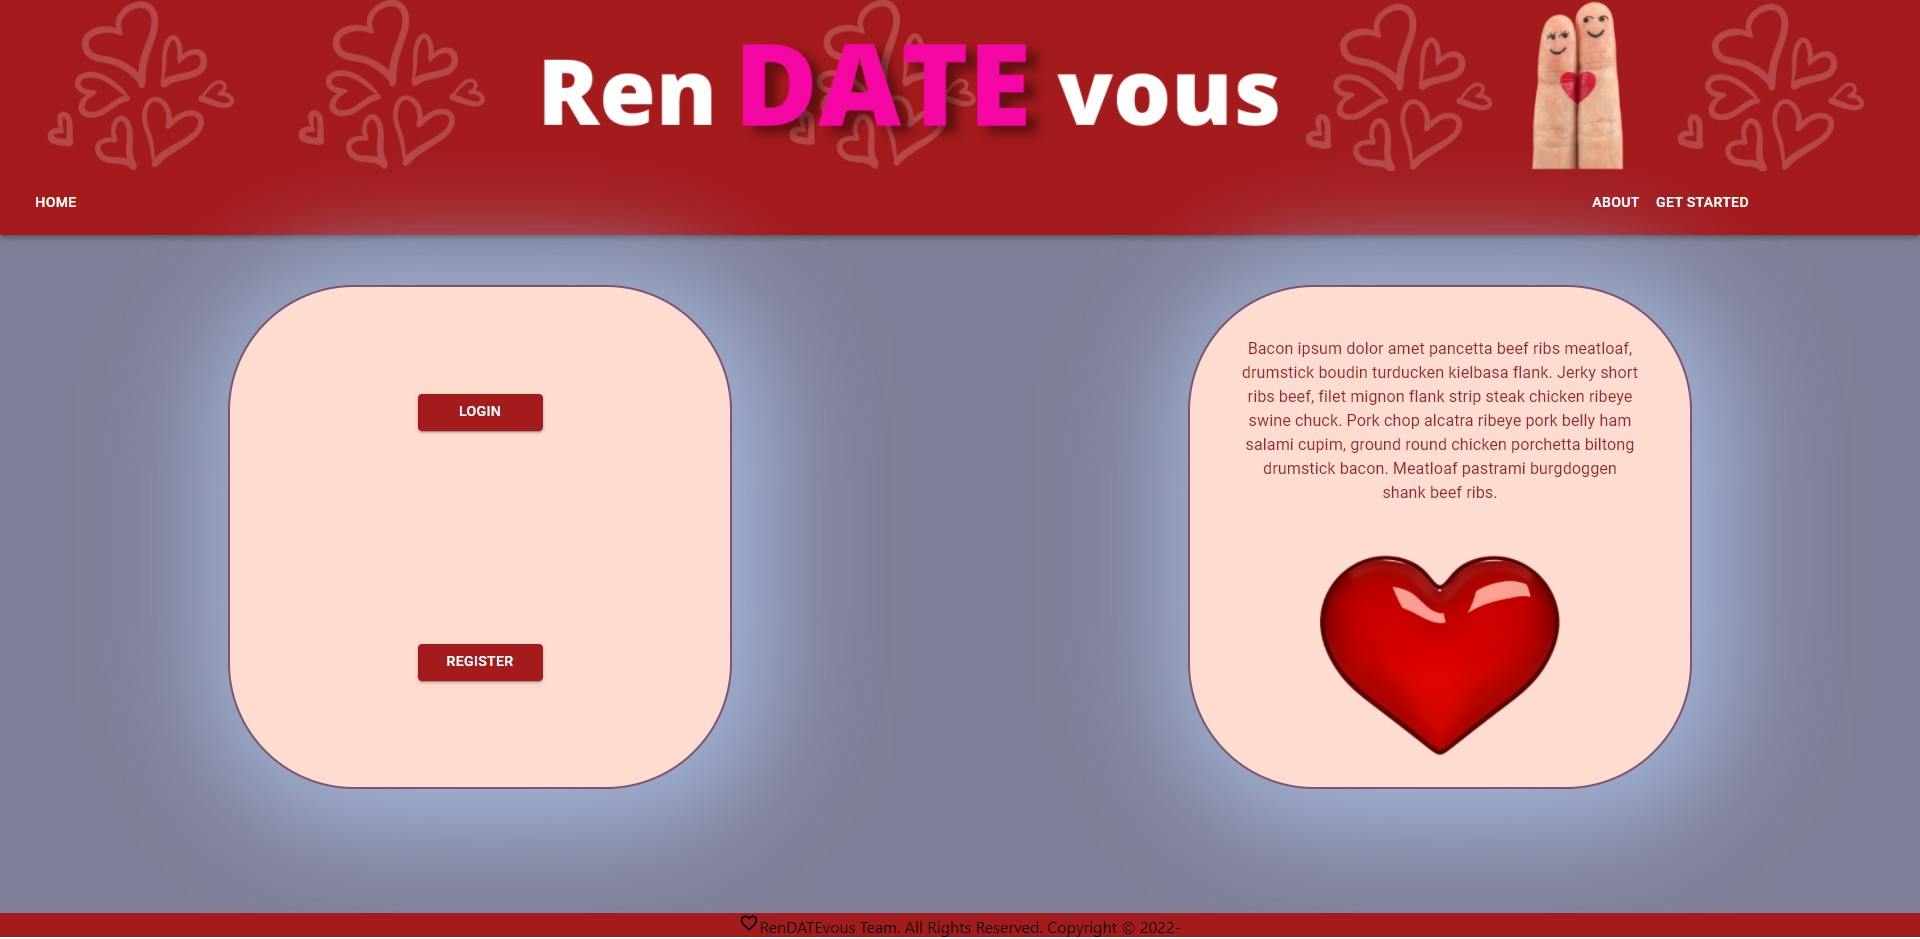 Ren DATE vous
HOME
ABOUT GET STARTED
LOGIN
REGISTER
Bacon ipsum dolor amet pancetta beef ribs meatloaf,
drumstick boudin turducken kielbasa flank. Jerky short
ribs beef, filet mignon flank strip steak chicken ribeye
swine chuck. Pork chop alcatra ribeye pork belly ham
salami cupim, ground round chicken porchetta biltong
drumstick bacon. Meatloaf pastrami burgdoggen
shank beef ribs.
RenDATEvous Team. All Rights Reserved. Copyright © 2022-